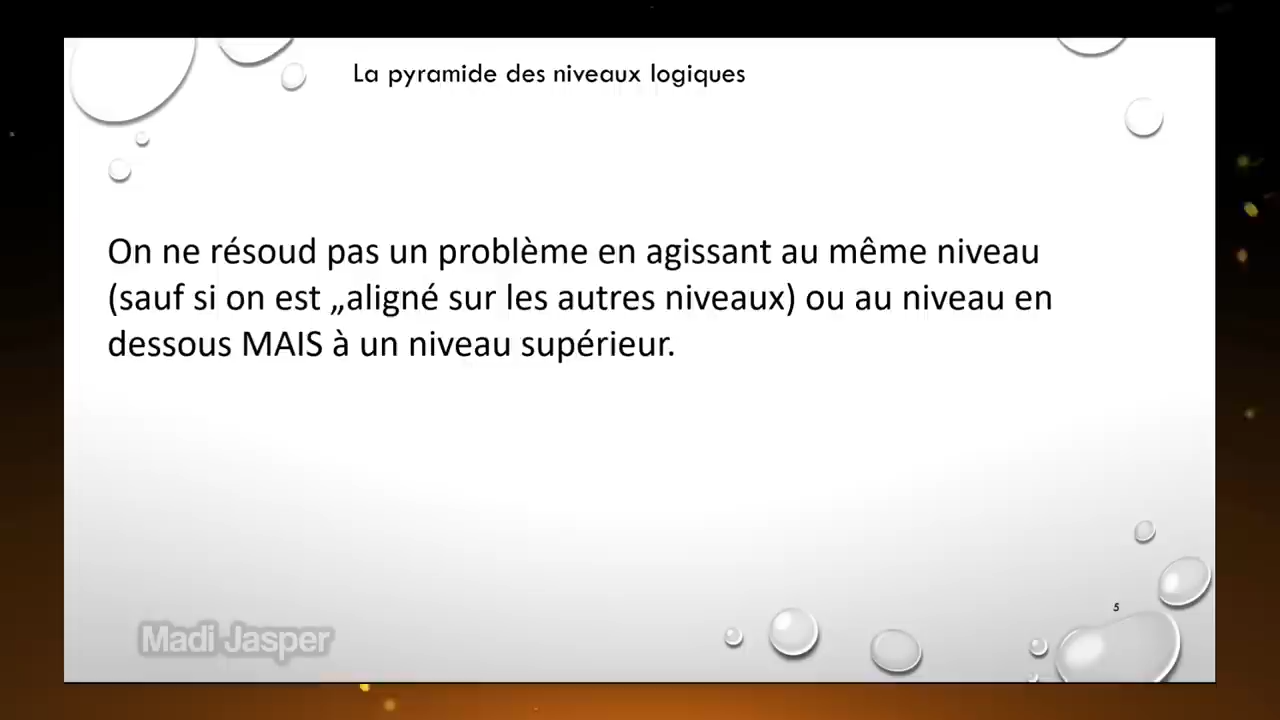 La pyramide des niveaux logiques
On ne résoud pas un problème en agissant au même niveau
(sauf si on est „aligné sur les autres niveaux) ou au niveau en
dessous MAIS à un niveau supérieur.
5
Madi Jasper